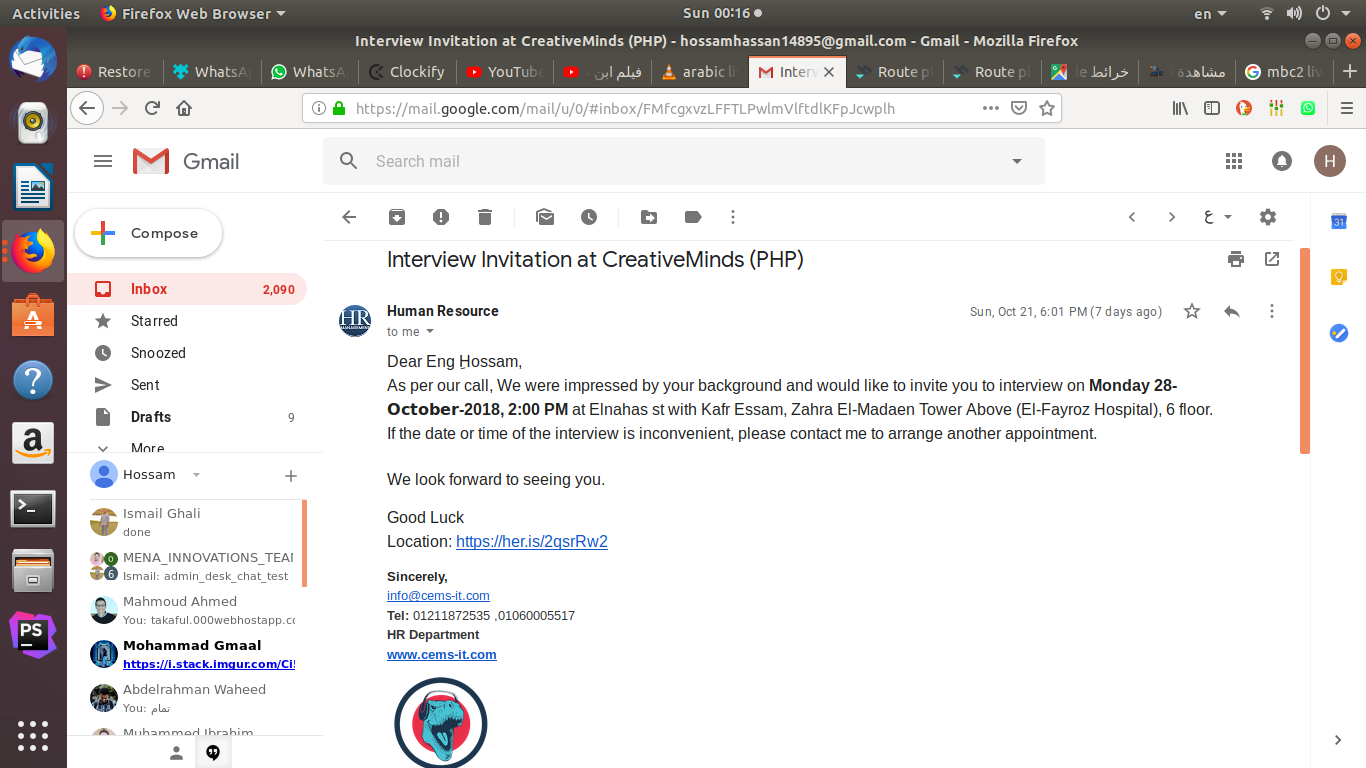 Activities Firefox Web Browser Sun 00:16 en
Interview Invitation at CreativeMinds (PHP) - hossamhassan14895@gmail.com - Gmail - Mozilla Firefox
Restore WhatsA WhatsA Clockify YouTube فيلم ابن - arabic li Interv Route pl Route pl خرائط le مشاهدة mbc2 liv
https://mail.google.com/mail/u/0/#inbox/FMfcgxvzLFFTLPwlmVlftdlKFpJcwplh
Gmail Search mail H
Compose
ع
31
Inbox 2,090
Starred
Snoozed
Sent
Drafts 9
More
Hossam
Ismail Ghali
done
MENA_INNOVATIONS_TEAM
6
Ismail: admin_desk_chat_test
Mahmoud Ahmed
You: takaful.000webhostapp.co
Mohammad Gmaal
https://i.stack.imgur.com/Ci
Abdelrahman Waheed
You: تمام
Muhammed Ibrahim
Interview Invitation at CreativeMinds (PHP)
HR
MANAGEMENT
Human Resource Sun, Oct 21, 6:01 PM (7 days ago)
to me
Dear Eng Hossam,
As per our call, We were impressed by your background and would like to invite you to interview on Monday 28-
October-2018, 2:00 PM at Elnahas st with Kafr Essam, Zahra El-Madaen Tower Above (El-Fayroz Hospital), 6 floor.
If the date or time of the interview is inconvenient, please contact me to arrange another appointment.
We look forward to seeing you.
Good Luck
Location: https://her.is/2qsrRw2
Sincerely,
info@cems-it.com
Tel: 01211872535 ,01060005517
HR Department
www.cems-it.com
PS